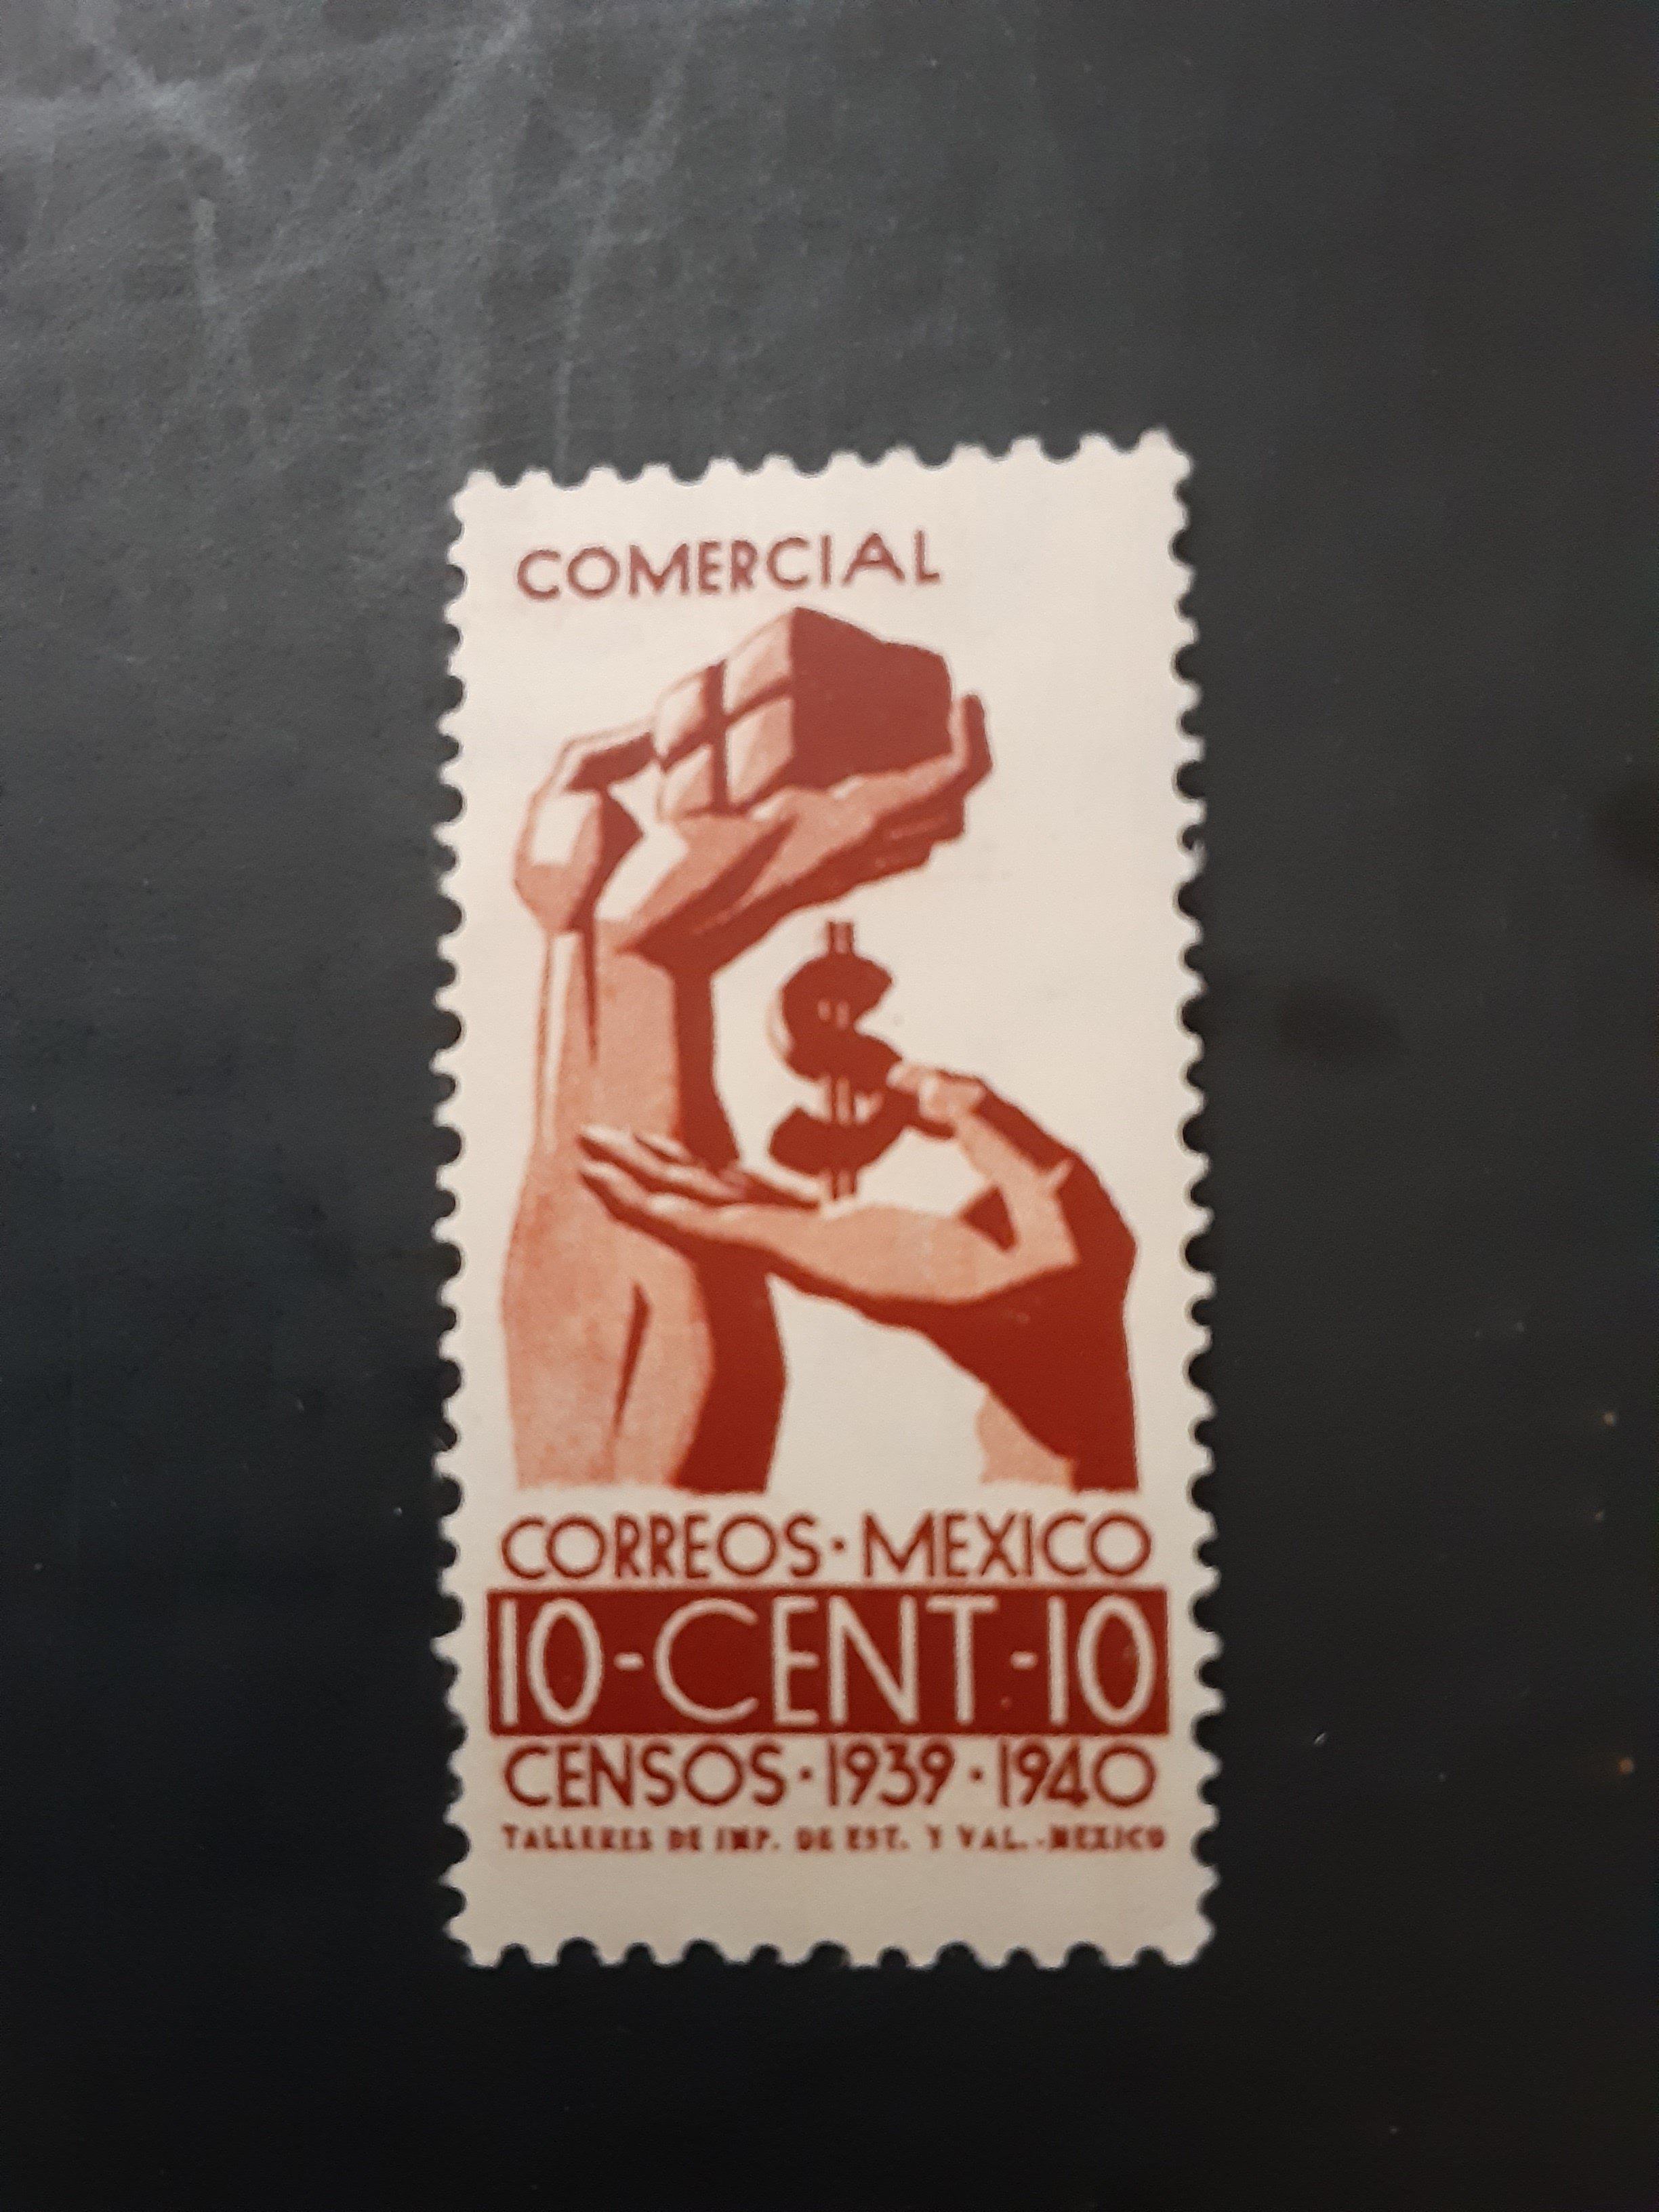 COMERCIAL
$
CORREOS · MEXICO
10-CENT-10
CENSOS · 1939 · 1940
TALLERES DE IMP. DE EST. Y VAL.-MEXICO